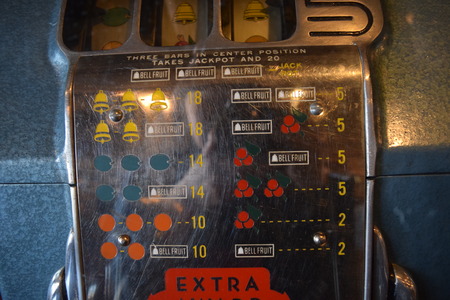 THREE BARS IN CENTER POSITION
TAKES JACKPOT AND 20
BELL FRUIT BELL FRUIT BELL FRUIT JACK
18 BELL FRUIT BELL FRUIT 6
BELL FRUIT 18 5
14 BELL FRUIT 5
BELL FRUIT 14 5
10 2
BELL FRUIT 10 BELL FRUIT 2
EXTRA